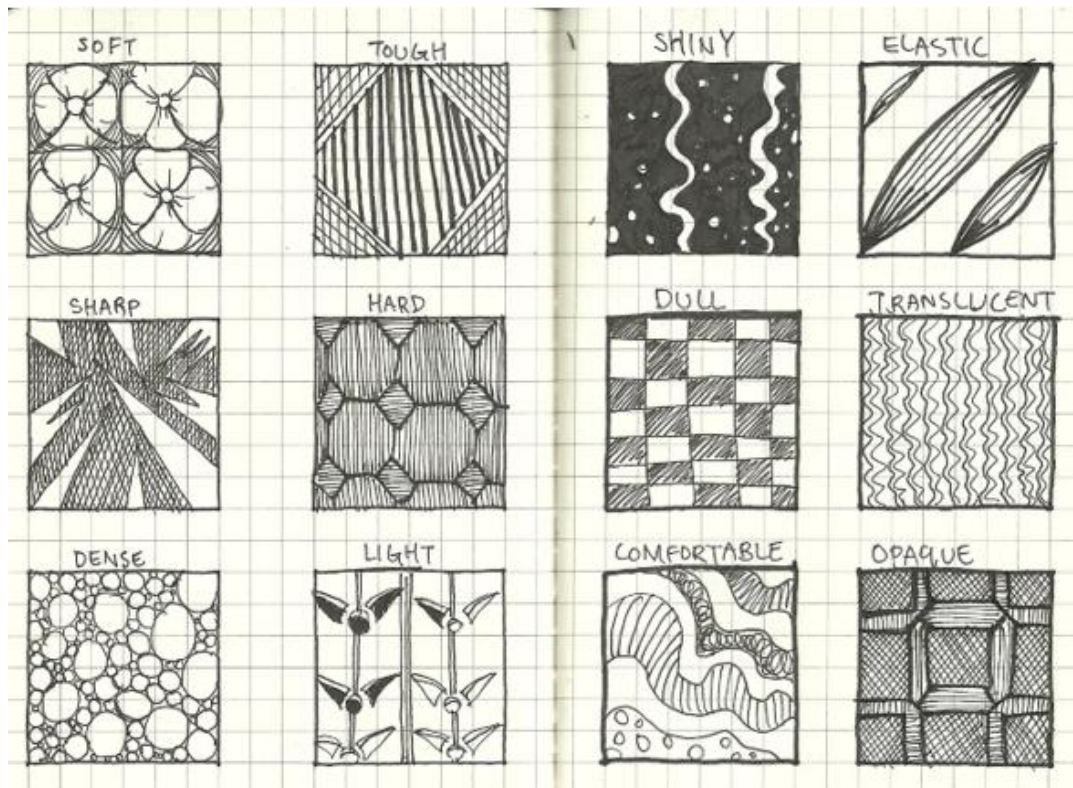 SOFT
TOUGH
SHINY
ELASTIC
SHARP
HARD
DULL
TRANSLUCENT
DENSE
LIGHT
COMFORTABLE
OPAQUE